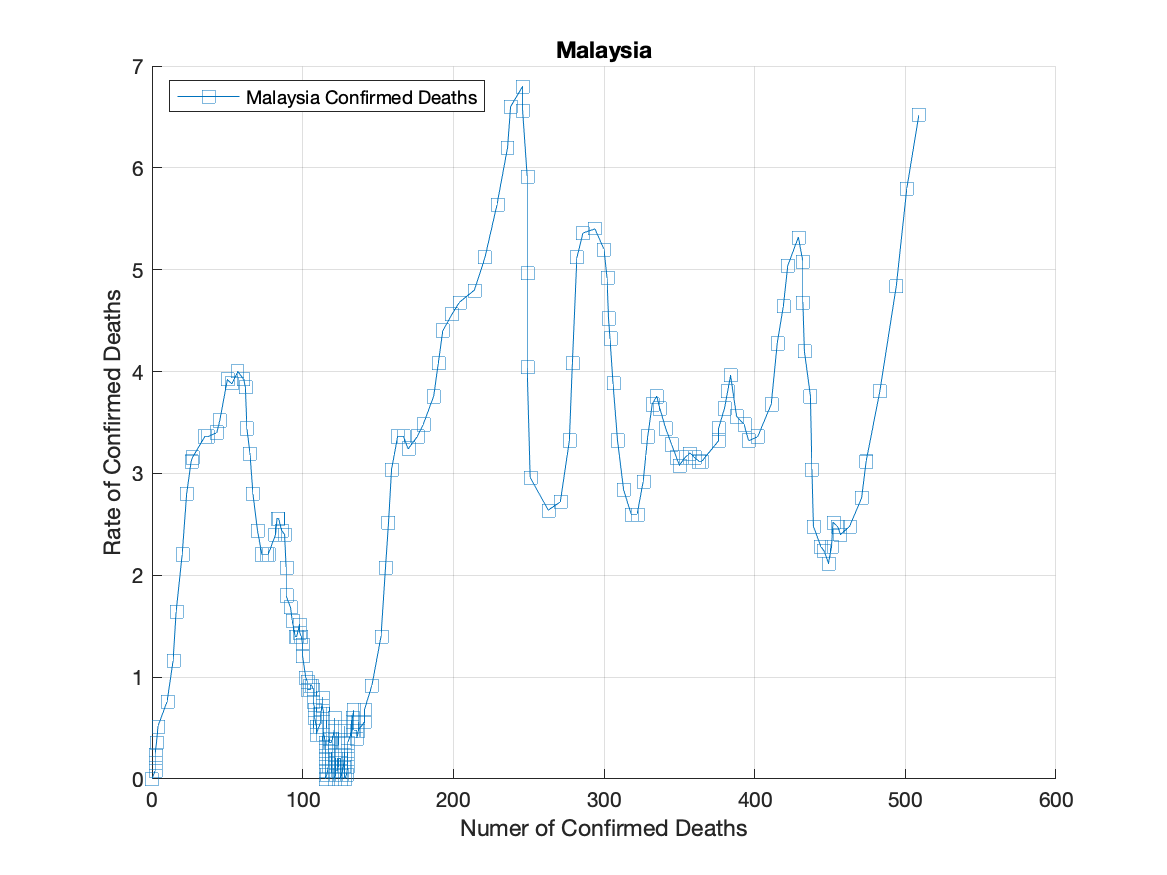 Malaysia
Malaysia Confirmed Deaths
Rate of Confirmed Deaths
7
6
5
4
3
2
1
0
0 100 200 300 400 500 600
Numer of Confirmed Deaths